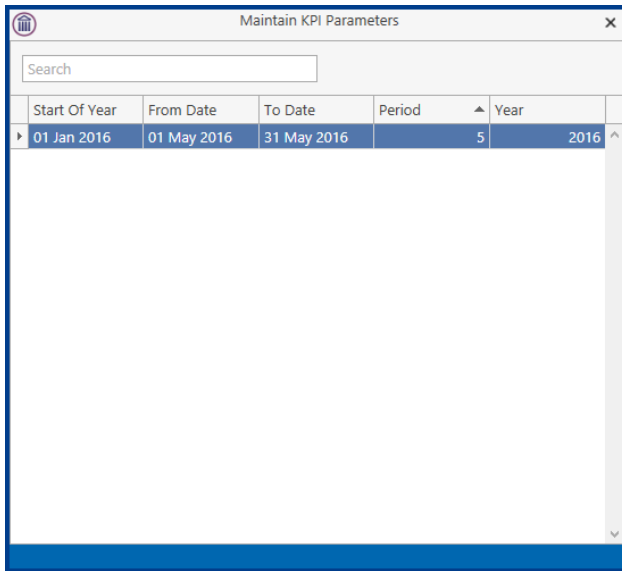 Maintain KPI Parameters
Search
Start Of Year From Date To Date Period Year
01 Jan 2016 01 May 2016 31 May 2016 5 2016